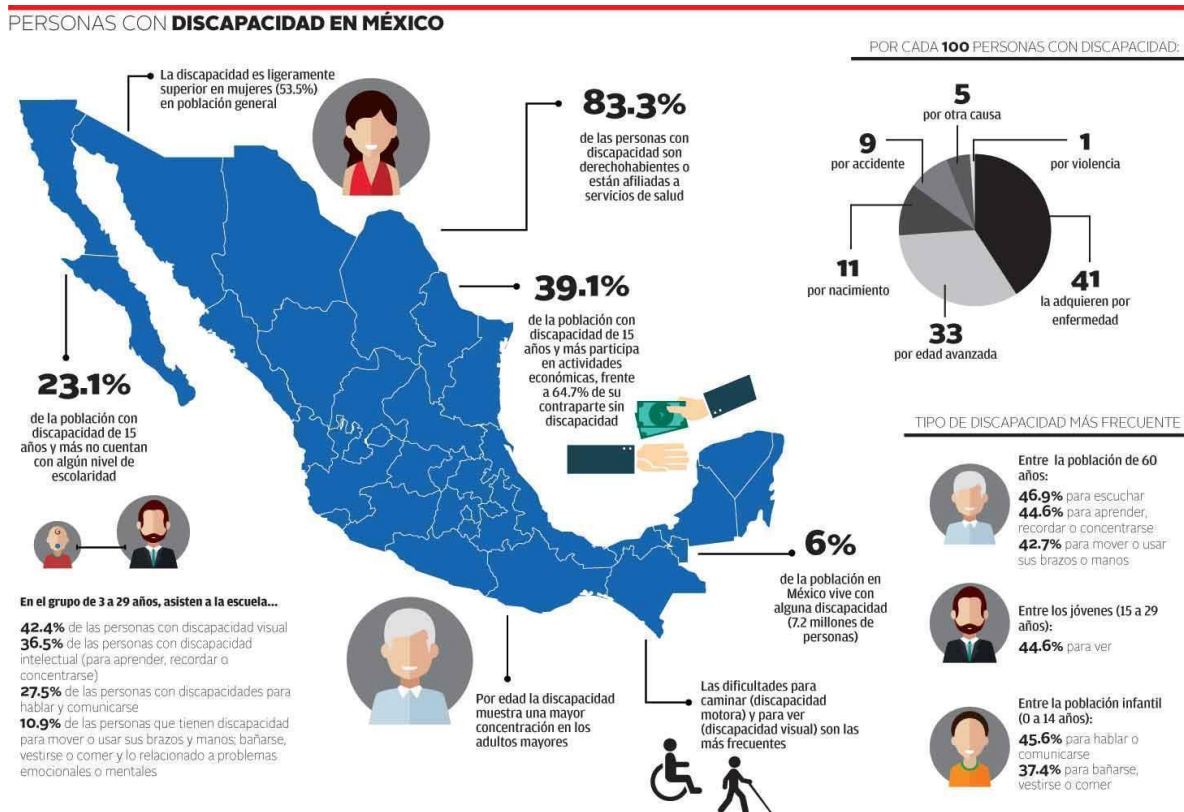 PERSONAS CON DISCAPACIDAD EN MÉXICO
La discapacidad es ligeramente
superior en mujeres (53.5%)
en población general
83.3%
de las personas con
discapacidad son
derechohabientes o
están afiliadas a
servicios de salud
39.1%
de la población con
discapacidad de 15
años y más participa
en actividades
económicas, frente
a 64.7% de su
contraparte sin
discapacidad
23.1%
de la población con
discapacidad de 15
años y más no cuentan
con algún nivel de
escolaridad
En el grupo de 3 a 29 años, asisten a la escuela...
42.4% de las personas con discapacidad visual
36.5% de las personas con discapacidad
intelectual (para aprender, recordar o
concentrarse)
27.5% de las personas con discapacidades para
hablar y comunicarse
10.9% de las personas que tienen discapacidad
para mover o usar sus brazos y manos; bañarse,
vestirse o comer y lo relacionado a problemas
emocionales o mentales
Por edad la discapacidad
muestra una mayor
concentración en los
adultos mayores
6%
de la población en
México vive con
alguna discapacidad
(7.2 millones de
personas)
Las dificultades para
caminar (discapacidad
motora) y para ver
(discapacidad visual) son las
más frecuentes
POR CADA 100 PERSONAS CON DISCAPACIDAD:
5
por otra causa
1
por violencia
9
por accidente
11
por nacimiento
41
la adquieren por
enfermedad
33
por edad avanzada
TIPO DE DISCAPACIDAD MÁS FRECUENTE
Entre la población de 60
años:
46.9% para escuchar
44.6% para aprender,
recordar o concentrarse
42.7% para mover o usar
sus brazos o manos
Entre los jóvenes (15 a 29
años):
44.6% para ver
Entre la población infantil
(0 a 14 años):
45.6% para hablar o
comunicarse
37.4% para bañarse,
vestirse o comer